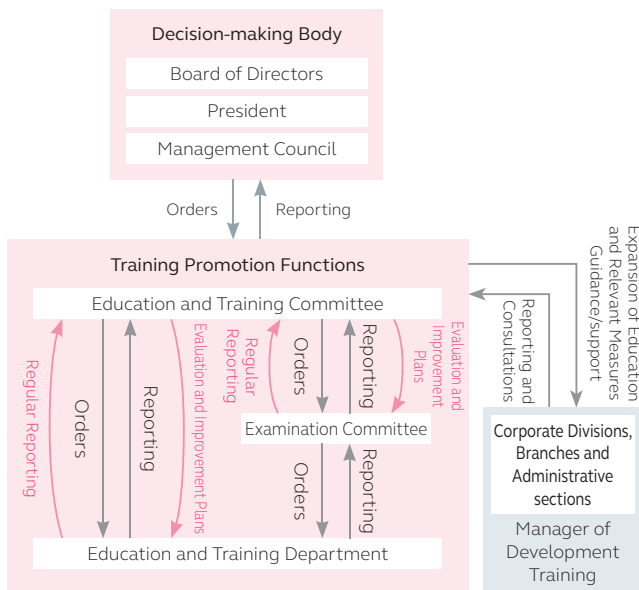 Decision-making Body
Board of Directors
President
Management Council
Orders
Reporting
Training Promotion Functions
Education and Training Committee
Regular Reporting
Orders
Reporting
Evaluation and Improvement Plans
Regular
Reporting
Orders
Reporting
Evaluation and
Improvement
Plans
Examination Committee
Orders
Reporting
Education and Training Department
Expansion of Education
and Relevant Measures
Guidance/support
Reporting and
Consultations
Corporate Divisions,
Branches and
Administrative
sections
Manager of
Development
Training